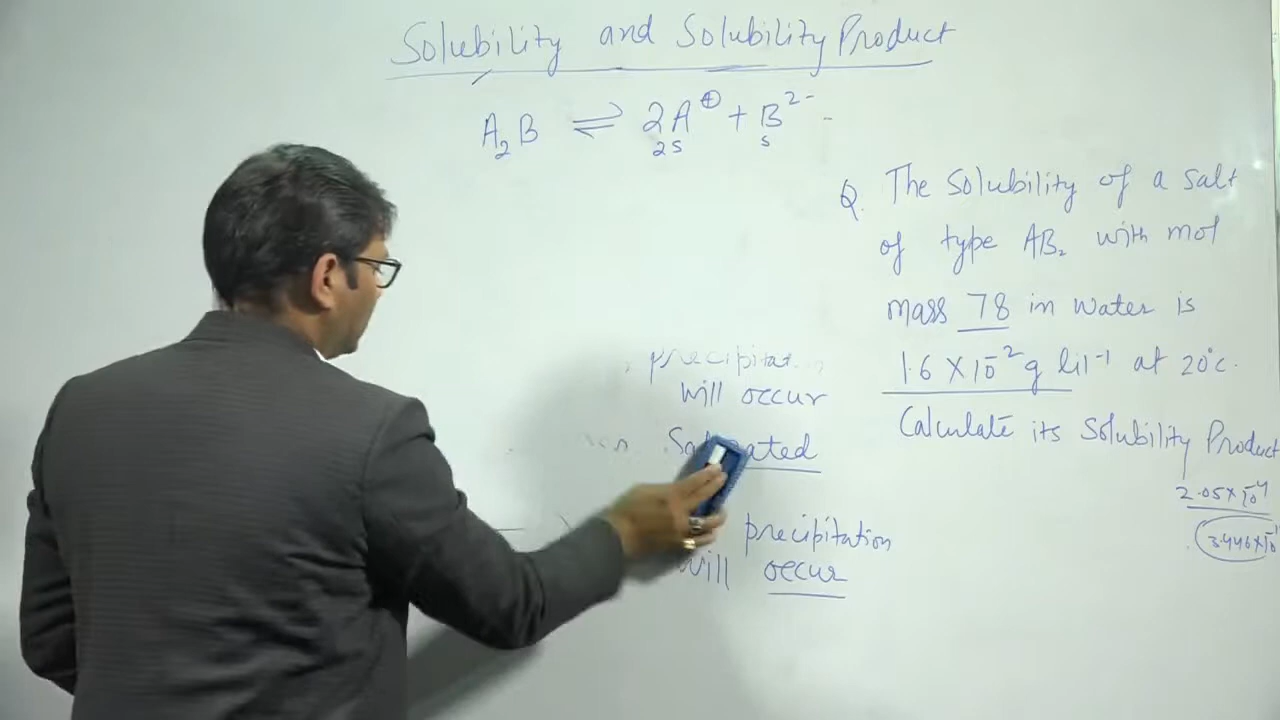 Solubility and Solubility Product
A₂B ⇌ 2A⊕ + B²⁻
2s s
Q. The Solubility of a salt
of type AB₂ with mol
mass 78 in water is
1.6 × 10⁻² g lit⁻¹ at 20°c.
Calculate its Solubility Product
2.05×10⁻⁴
will occur
precipitation
will occur